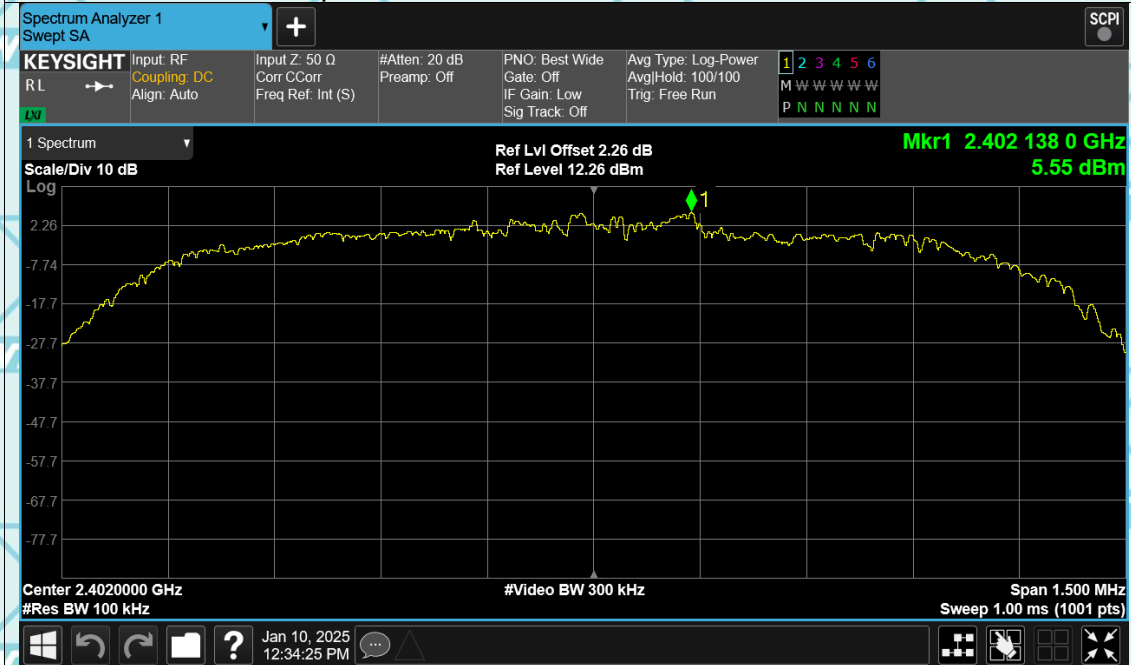 Spectrum Analyzer 1
Swept SA
+
SCPI
KEYSIGHT
R L
LXI
Input: RF
Coupling: DC
Align: Auto
Input Z: 50 Ω
Corr CCorr
Freq Ref: Int (S)
#Atten: 20 dB
Preamp: Off
PNO: Best Wide
Gate: Off
IF Gain: Low
Sig Track: Off
Avg Type: Log-Power
Avg|Hold: 100/100
Trig: Free Run
1 2 3 4 5 6
M W W W W W
P N N N N N
1 Spectrum
Scale/Div 10 dB
Log
Ref Lvl Offset 2.26 dB
Ref Level 12.26 dBm
Mkr1 2.402 138 0 GHz
5.55 dBm
1
2.26
-7.74
-17.7
-27.7
-37.7
-47.7
-57.7
-67.7
-77.7
Center 2.4020000 GHz
#Video BW 300 kHz
Span 1.500 MHz
#Res BW 100 kHz
Sweep 1.00 ms (1001 pts)
?
Jan 10, 2025
12:34:25 PM